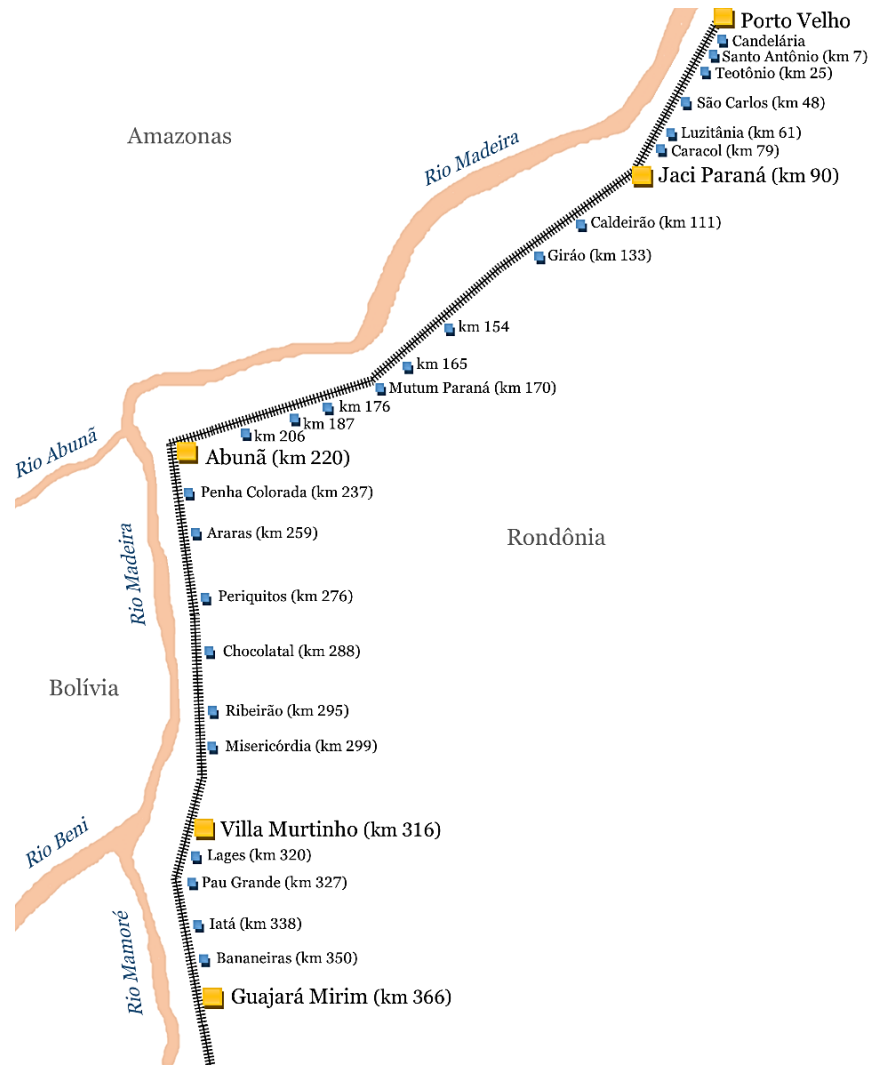 Porto Velho
Candelária
Santo Antônio (km 7)
Teotônio (km 25)
São Carlos (km 48)
Amazonas
Luzitânia (km 61)
Rio Madeira
Caracol (km 79)
Jaci Paraná (km 90)
Caldeirão (km 111)
Giráo (km 133)
km 154
km 165
Mutum Paraná (km 170)
km 176
km 187
km 206
Rio Abunã
Abunã (km 220)
Penha Colorada (km 237)
Araras (km 259)
Rondônia
Rio Madeira
Periquitos (km 276)
Chocolatal (km 288)
Bolívia
Ribeirão (km 295)
Misericórdia (km 299)
Villa Murtinho (km 316)
Rio Beni
Lages (km 320)
Pau Grande (km 327)
Iatá (km 338)
Rio Mamoré
Bananeiras (km 350)
Guajará Mirim (km 366)